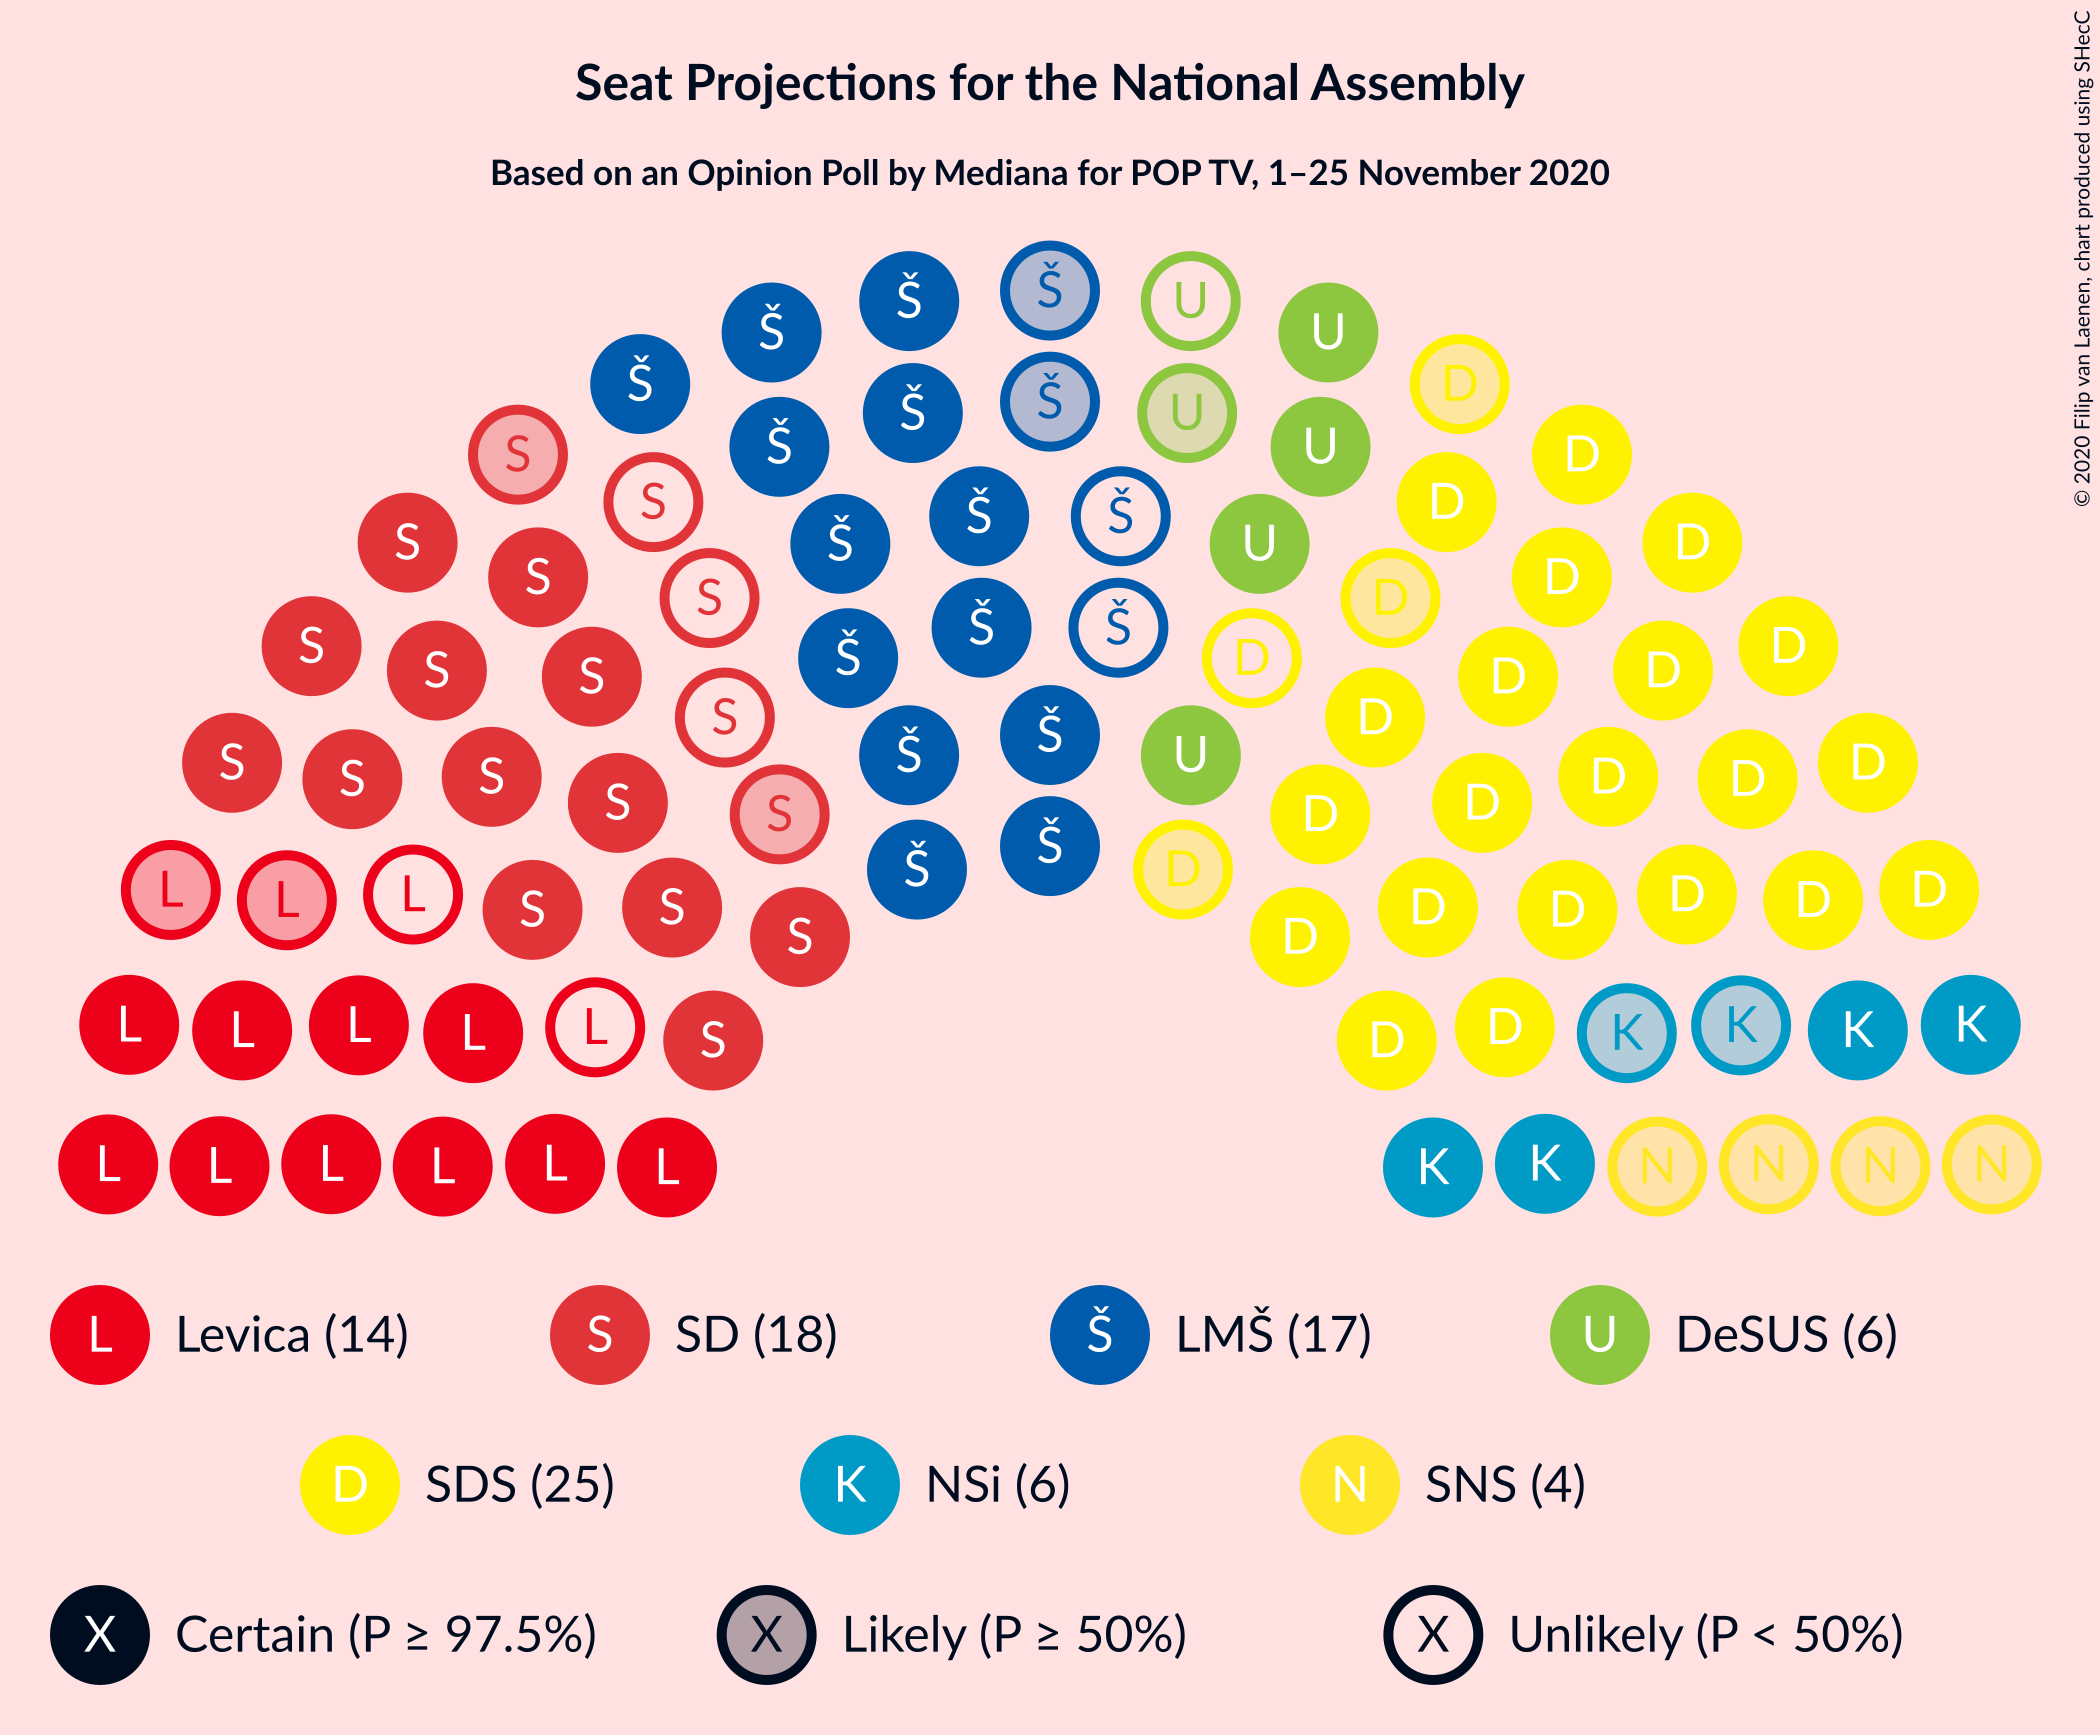 Seat Projections for the National Assembly
Based on an Opinion Poll by Mediana for POP TV, 1–25 November 2020
© 2020 Filip van Laenen, chart produced using SHecC
Š Š Š U U
Š Š D
Š Š Š U U
S D
S Š Š U D
S D
S S D D
S Š Š Š D D
S S D D
S S Š Š D D D
S S Š Š U D D
S S S S D D D D
S Š D
L L L S S S Š D D D D D D D
L L L L L S D D K K K K
L L L L L L K K N N N N
L Levica (14) S SD (18) Š LMŠ (17) U DeSUS (6)
D SDS (25) K NSi (6) N SNS (4)
X Certain (P ≥ 97.5%) X Likely (P ≥ 50%) X Unlikely (P < 50%)